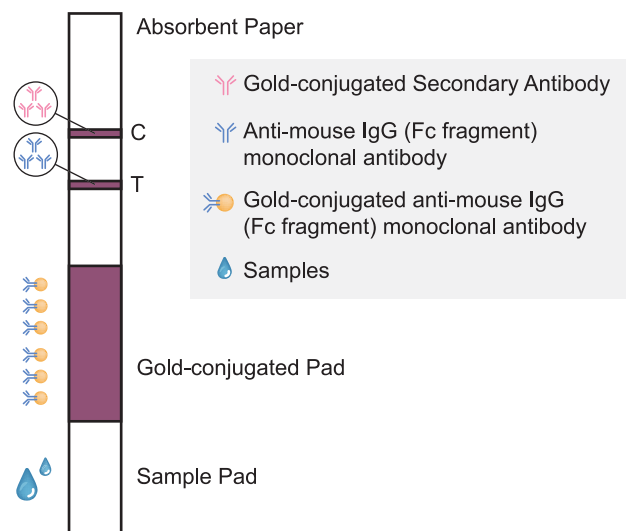 Absorbent Paper
Gold-conjugated Secondary Antibody
C
Anti-mouse IgG (Fc fragment)
monoclonal antibody
T
Gold-conjugated anti-mouse IgG
(Fc fragment) monoclonal antibody
Samples
Gold-conjugated Pad
Sample Pad